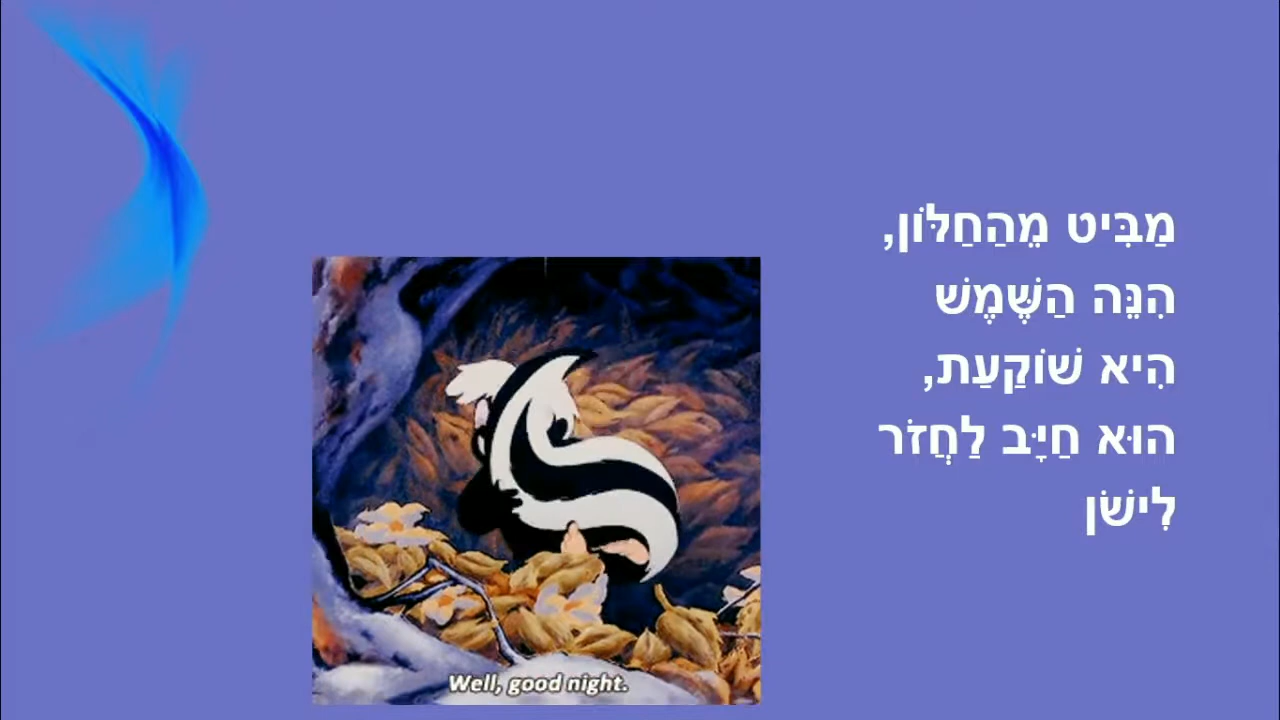 מַבִּיט מֵהַחַלּוֹן,
הִנֵּה הַשֶּׁמֶשׁ
הִיא שׁוֹקַעַת,
הוּא חַיָּב לַחֲזֹר
לִישֹׁן
Well, good night.